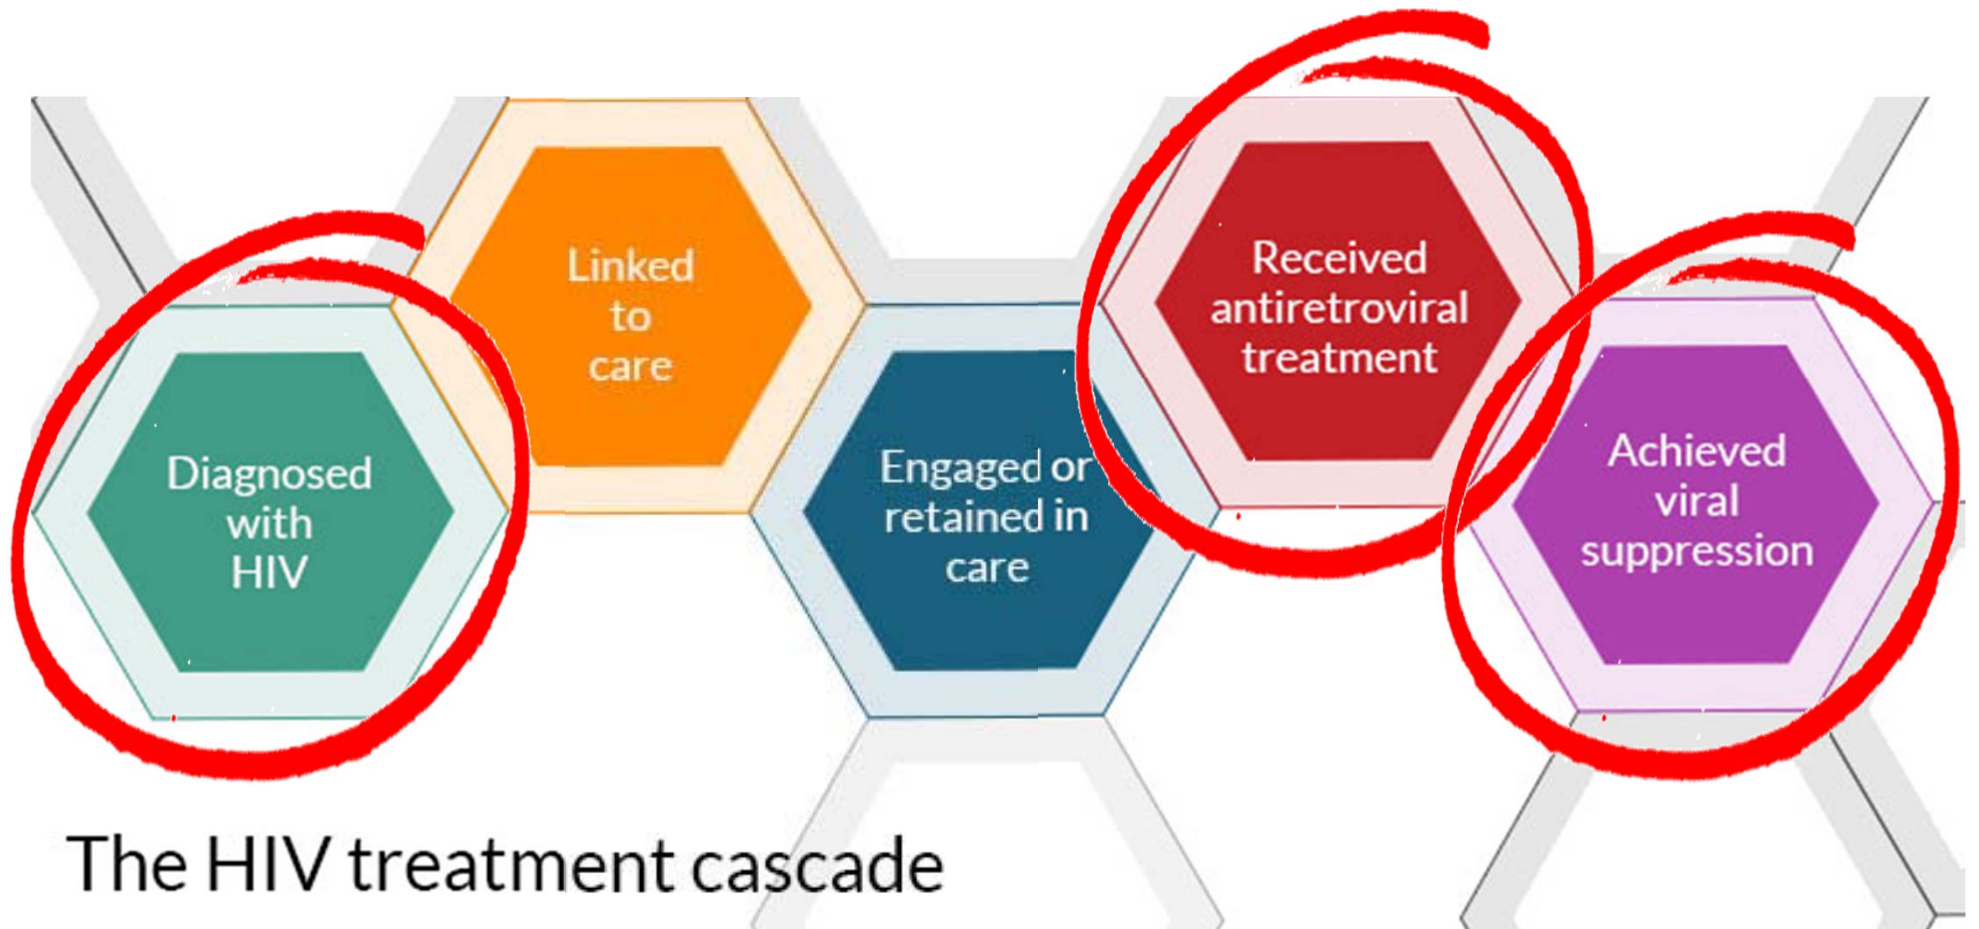 Diagnosed
with
HIV
Linked
to
care
Engaged or
retained in
care
Received
antiretroviral
treatment
Achieved
viral
suppression
The HIV treatment cascade